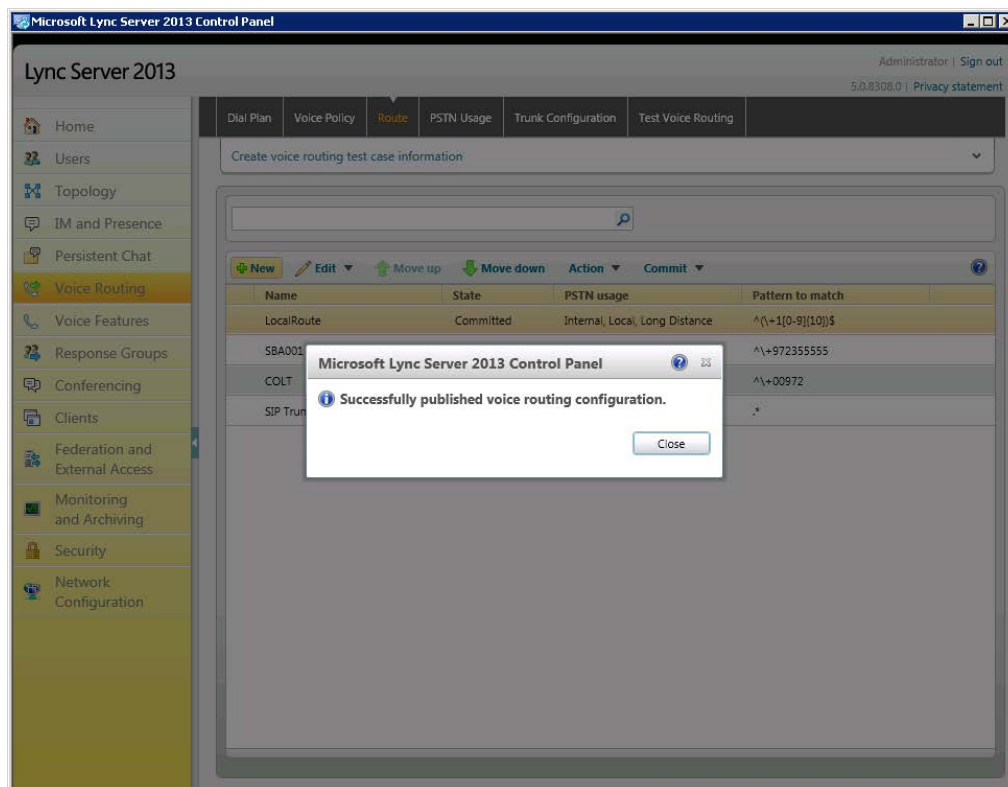 Microsoft Lync Server 2013 Control Panel
Lync Server 2013
Administrator | Sign out
5.0.8308.0 | Privacy statement
Home
Users
Topology
IM and Presence
Persistent Chat
Voice Routing
Voice Features
Response Groups
Conferencing
Clients
Federation and
External Access
Monitoring
and Archiving
Security
Network
Configuration
Dial Plan Voice Policy Route PSTN Usage Trunk Configuration Test Voice Routing
Create voice routing test case information
New Edit Move up Move down Action Commit
Name State PSTN usage Pattern to match
LocalRoute Committed Internal, Local, Long Distance ^(\+1[0-9]{10})$
SBA001 ^\+972355555
COLT ^\+00972
SIP Trun .*
Microsoft Lync Server 2013 Control Panel
Successfully published voice routing configuration.
Close